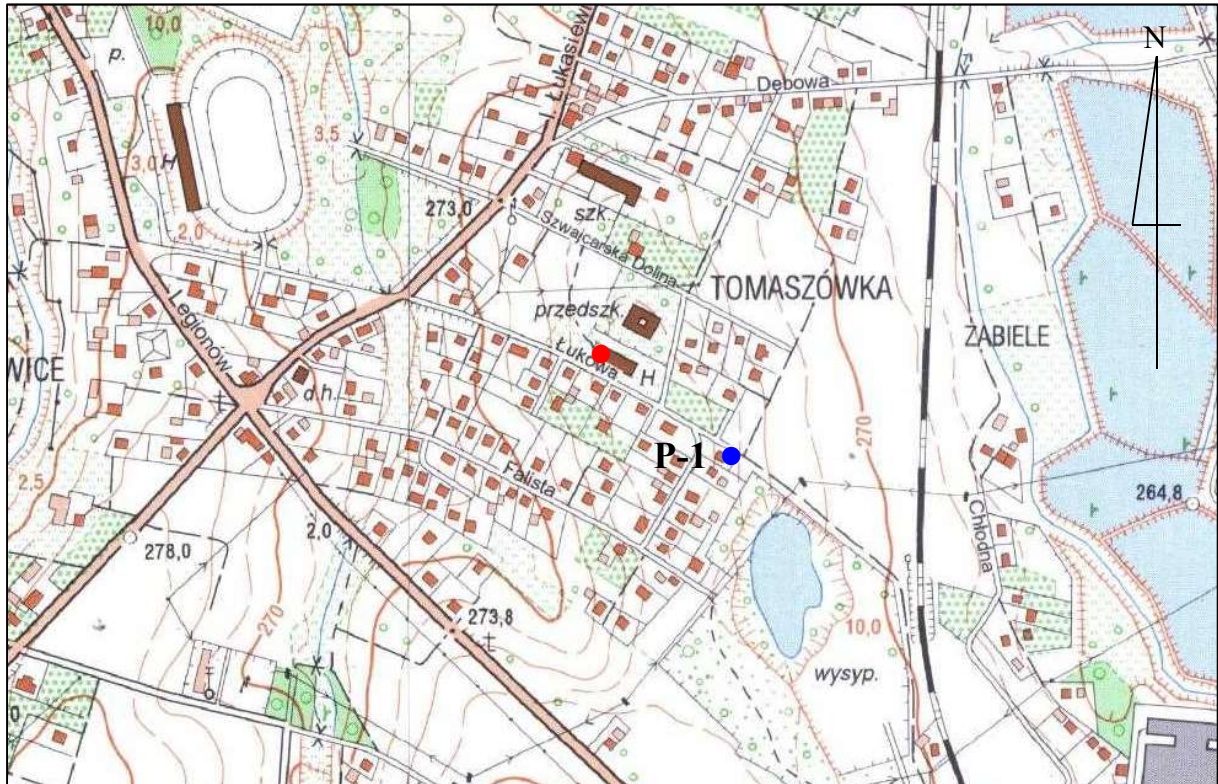 10,0
p.
Łukasiewi
N
Dębowa
3,5
3,0
H
273,0
szk.
Szwajcarska Dolina
2,0
TOMASZÓWKA
Legionów
przedszk.
ŻABIELE
Łukowa
H
WICE
d.h.
270
P-1
Falista
2,5
264,8
2,0
Chłodna
278,0
273,8
10,0
270
wysyp.
0